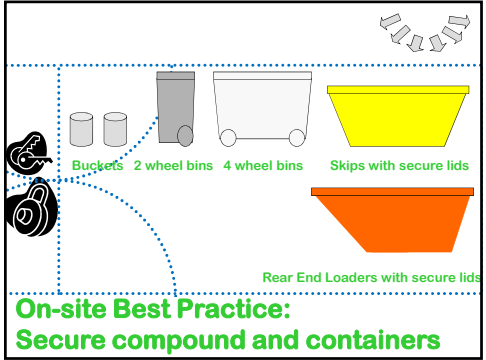 Buckets 2 wheel bins 4 wheel bins Skips with secure lids
Rear End Loaders with secure lids
On-site Best Practice:
Secure compound and containers